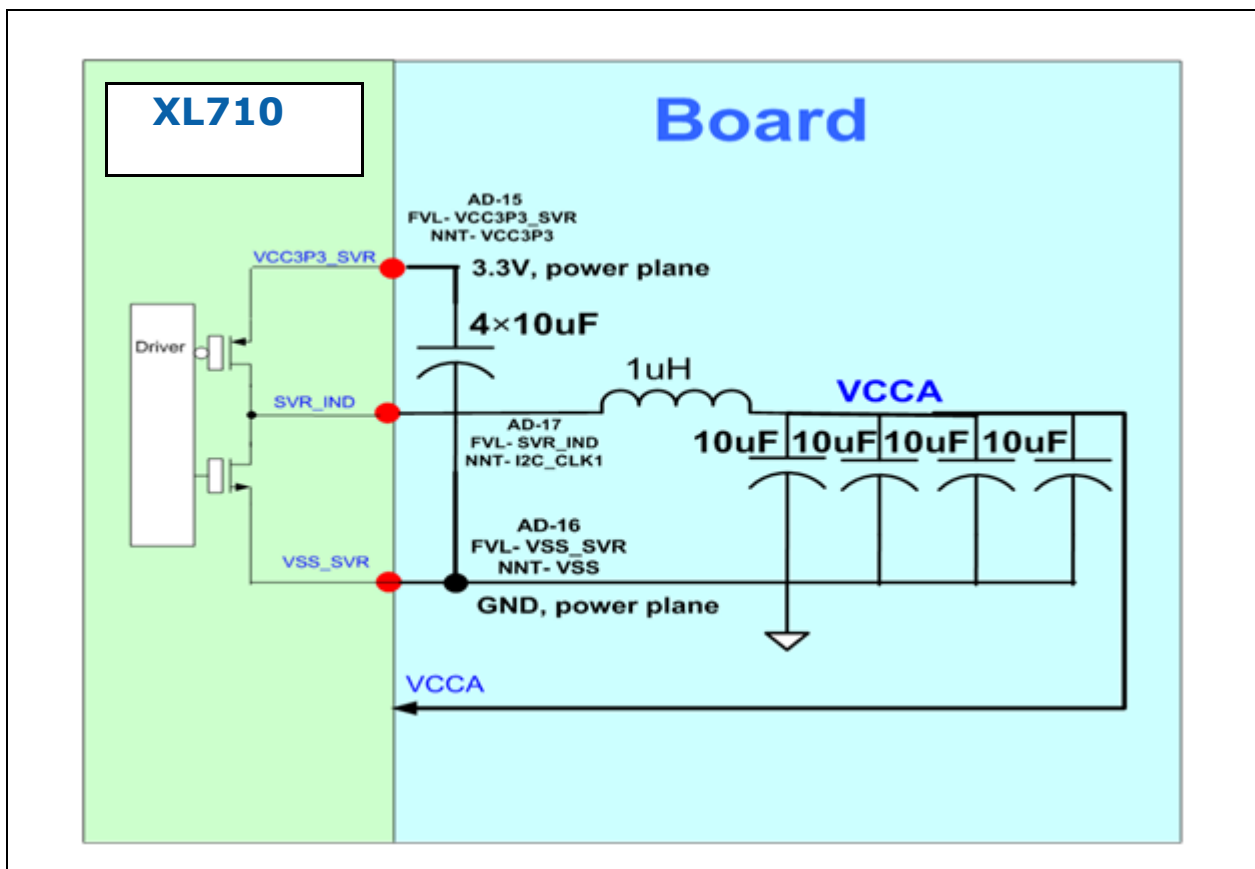 XL710
Board
AD-15
FVL- VCC3P3_SVR
NNT- VCC3P3
VCC3P3_SVR
3.3V, power plane
4×10uF
Driver
1uH
VCCA
SVR_IND
AD-17
FVL- SVR_IND
NNT- I2C_CLK1
10uF 10uF 10uF 10uF
AD-16
FVL- VSS_SVR
NNT- VSS
VSS_SVR
GND, power plane
VCCA